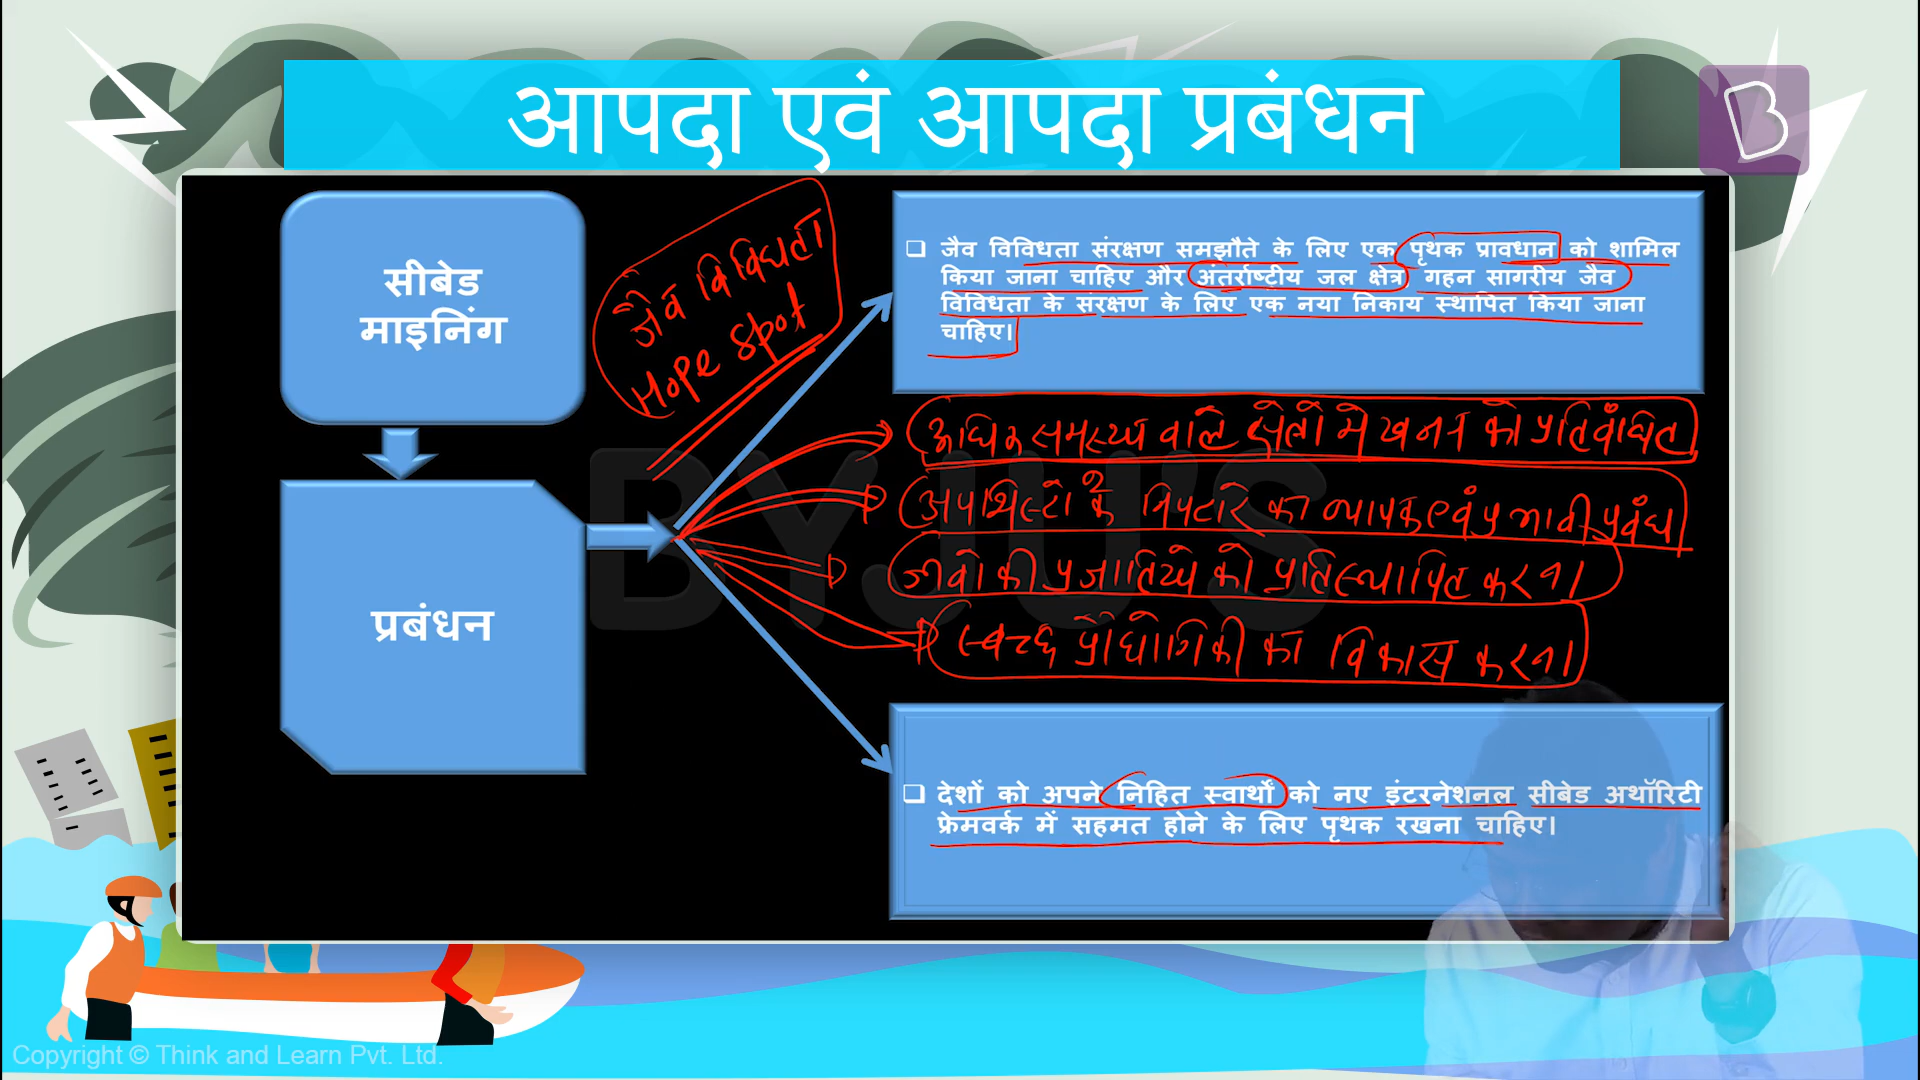 आपदा एवं आपदा प्रबंधन
सीबेड
माइनिंग
प्रबंधन
जैव विविधता
Hope Spot
❑ जैव विविधता संरक्षण समझौते के लिए एक पृथक प्रावधान को शामिल
किया जाना चाहिए और अंतर्राष्ट्रीय जल क्षेत्र गहन सागरीय जैव
विविधता के संरक्षण के लिए एक नया निकाय स्थापित किया जाना
चाहिए।
अधिक समस्या वाले क्षेत्रों में खनन को प्रतिबंधित
अपशिष्टों के निपटारे का व्यापक एवं प्रभावी प्रबंध
जीवों की प्रजातियों को प्रतिस्थापित करना
स्वच्छ प्रौद्योगिकी का विकास करना
❑ देशों को अपने निहित स्वार्थों को नए इंटरनेशनल सीबेड अथॉरिटी
फ्रेमवर्क में सहमत होने के लिए पृथक रखना चाहिए।
BYJU'S
Copyright © Think and Learn Pvt. Ltd.